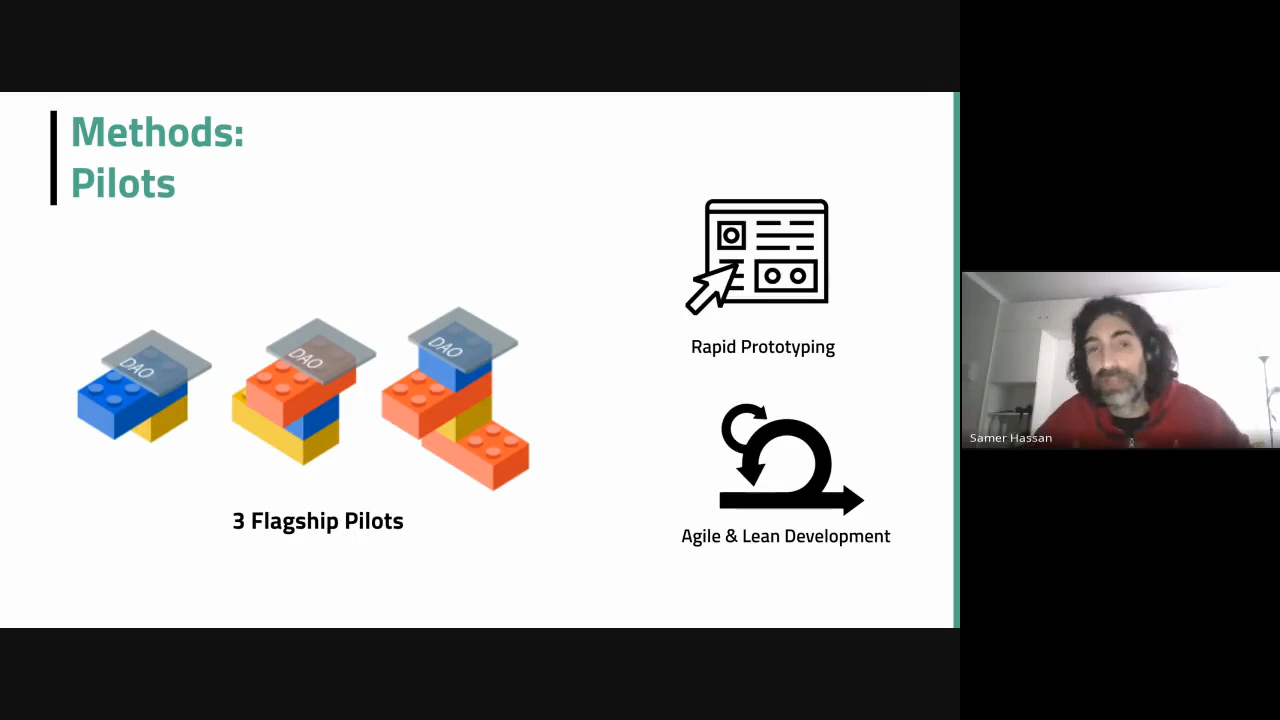 Methods:
Pilots
DAO
DAO
DAO
3 Flagship Pilots
Rapid Prototyping
Agile & Lean Development
Samer Hassan